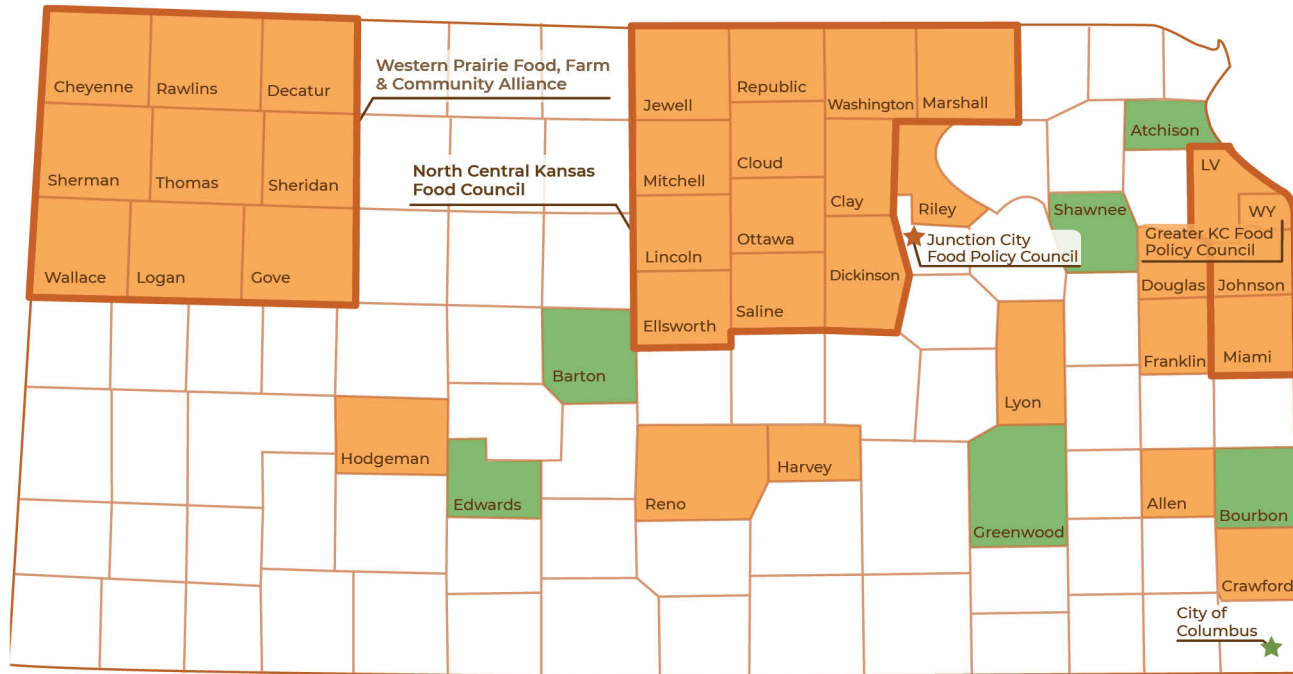 Western Prairie Food, Farm
& Community Alliance
Cheyenne
Rawlins
Decatur
Jewell
Republic
Washington
Marshall
Atchison
North Central Kansas
Food Council
Sherman
Thomas
Sheridan
Mitchell
Cloud
Clay
Riley
Shawnee
LV
WY
Greater KC Food
Policy Council
Junction City
Food Policy Council
Wallace
Logan
Gove
Lincoln
Ottawa
Dickinson
Douglas
Johnson
Ellsworth
Saline
Franklin
Miami
Barton
Lyon
Hodgeman
Edwards
Reno
Harvey
Greenwood
Allen
Bourbon
Crawford
City of
Columbus